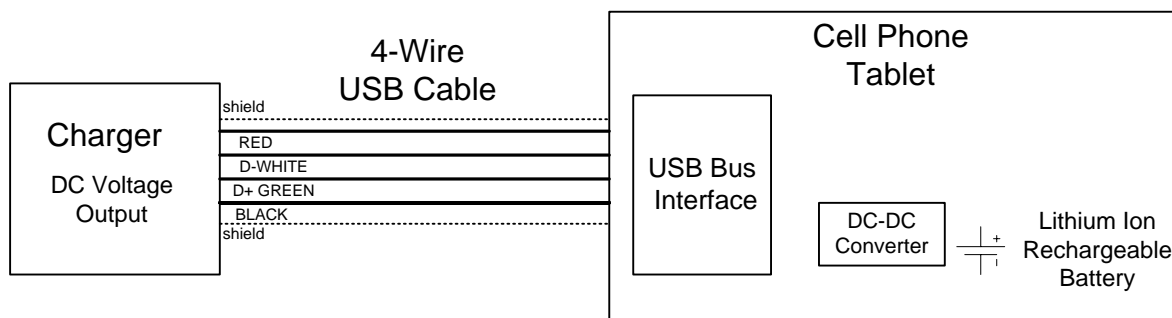 4-Wire
USB Cable
Cell Phone
Tablet
Charger
DC Voltage
Output
shield
RED
D-WHITE
D+ GREEN
BLACK
shield
USB Bus
Interface
DC-DC
Converter
+
Lithium Ion
Rechargeable
Battery